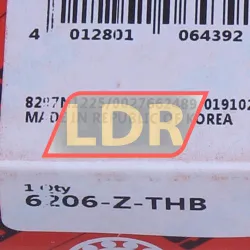 4 012801 064392
MADE IN REPUBLIC OF KOREA
LDR
1 Qty
6206-Z-THB